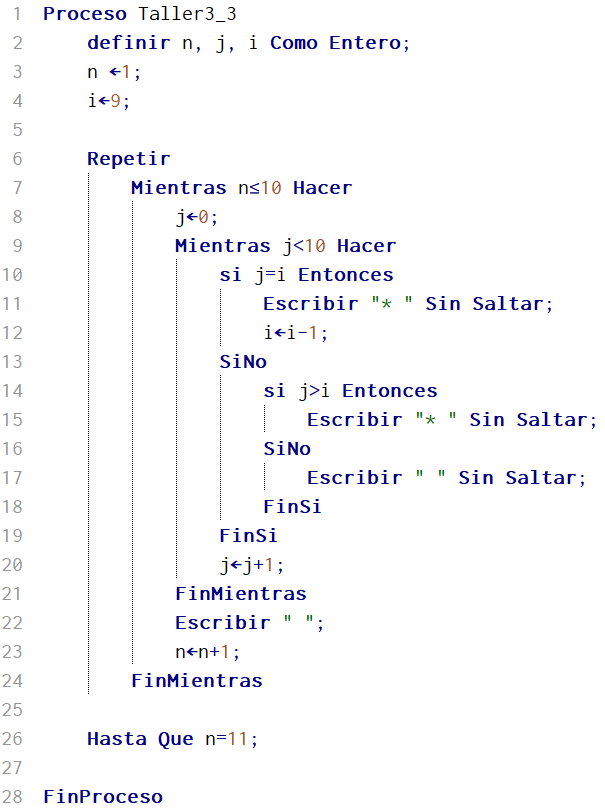 1 Proceso Taller3_3
2 definir n, j, i Como Entero;
3 n ←1;
4 i←9;
5
6 Repetir
7 Mientras n≤10 Hacer
8 j←0;
9 Mientras j<10 Hacer
10 si j=i Entonces
11 Escribir "* " Sin Saltar;
12 i←i-1;
13 SiNo
14 si j>i Entonces
15 Escribir "* " Sin Saltar;
16 SiNo
17 Escribir " " Sin Saltar;
18 FinSi
19 FinSi
20 j←j+1;
21 FinMientras
22 Escribir " ";
23 n←n+1;
24 FinMientras
25
26 Hasta Que n=11;
27
28 FinProceso